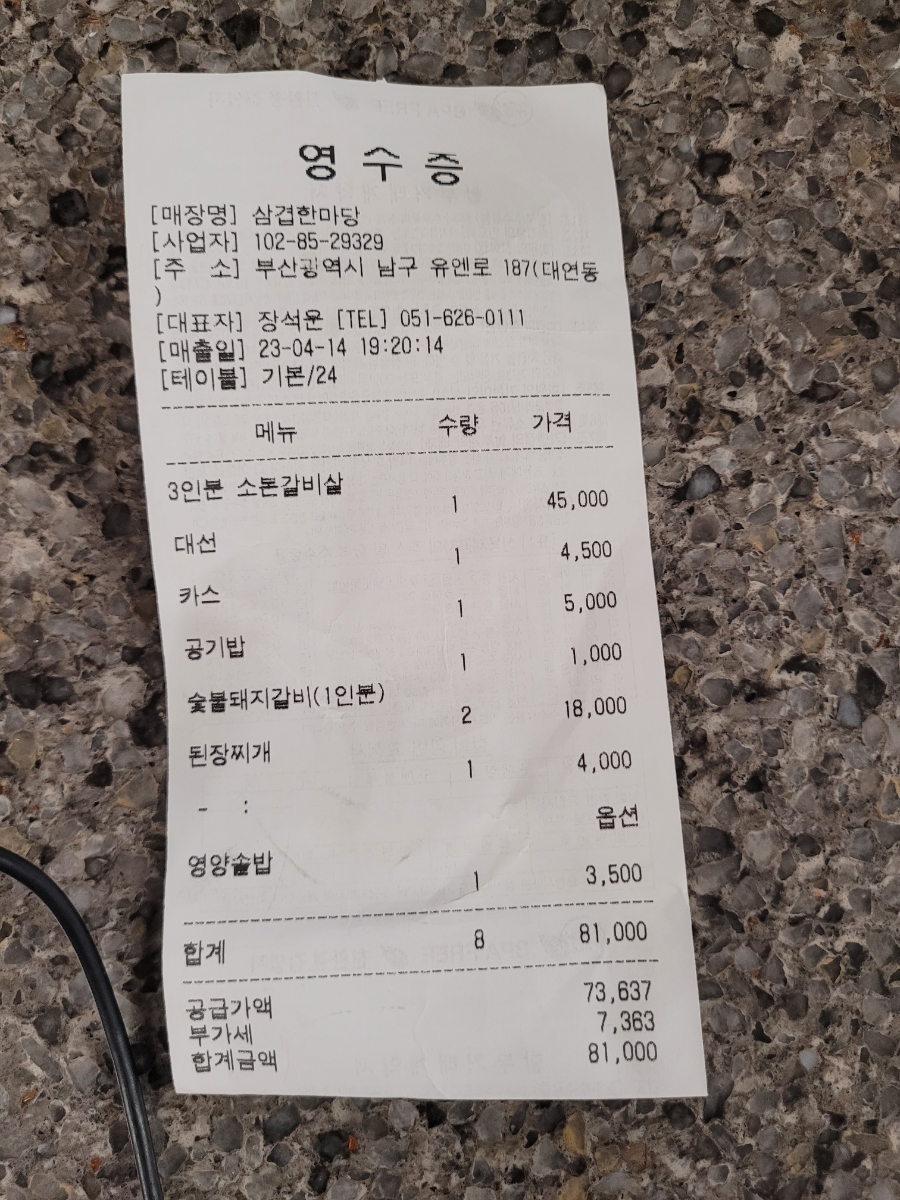 영 수 증
[매장명] 삼겹한마당
[사업자] 102-85-29329
[주 소] 부산광역시 남구 유엔로 187(대연동
)
[대표자] 장석운 [TEL] 051-626-0111
[매출일] 23-04-14 19:20:14
[테이블] 기본/24
메뉴 수량 가격
3인분 소본갈비살 1 45,000
대선 1 4,500
카스 1 5,000
공기밥 1 1,000
숯불돼지갈비(1인분) 2 18,000
된장찌개 1 4,000
- : 옵션
영양솥밥 1 3,500
합계 8 81,000
공급가액 73,637
부가세 7,363
합계금액 81,000